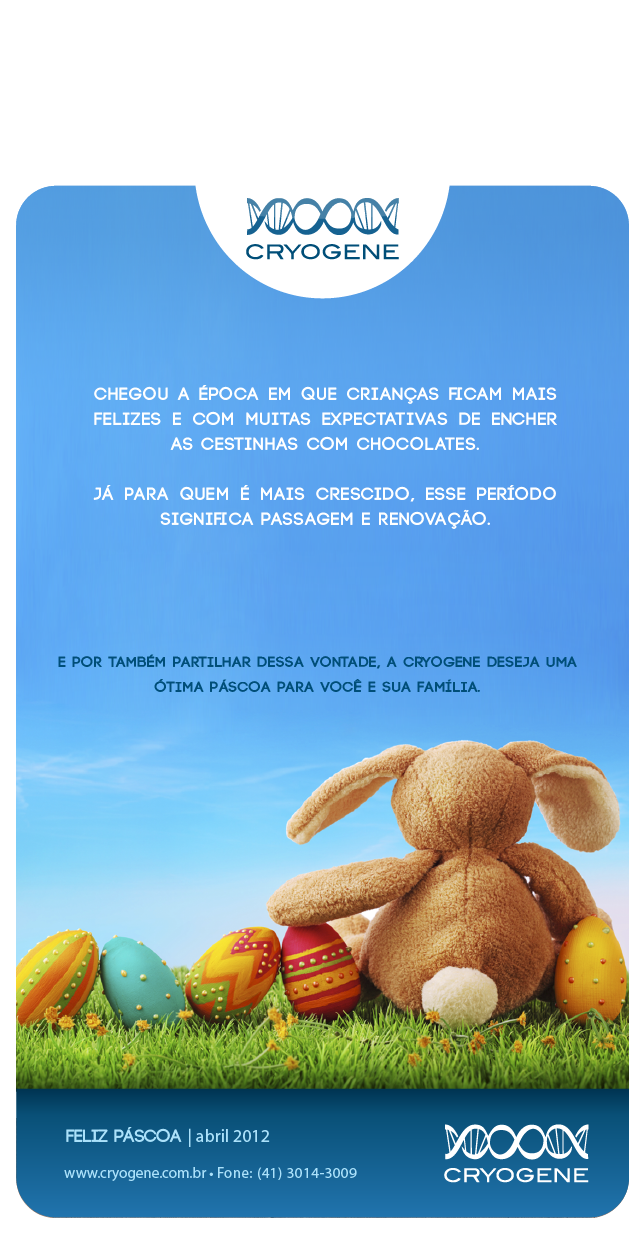 CRYOGENE
CHEGOU A ÉPOCA EM QUE CRIANÇAS FICAM MAIS
FELIZES E COM MUITAS EXPECTATIVAS DE ENCHER
AS CESTINHAS COM CHOCOLATES.
JÁ PARA QUEM É MAIS CRESCIDO, ESSE PERÍODO
SIGNIFICA PASSAGEM E RENOVAÇÃO.
E POR TAMBÉM PARTILHAR DESSA VONTADE, A CRYOGENE DESEJA UMA
ÓTIMA PÁSCOA PARA VOCÊ E SUA FAMÍLIA.
FELIZ PÁSCOA | abril 2012
www.cryogene.com.br • Fone: (41) 3014-3009
CRYOGENE